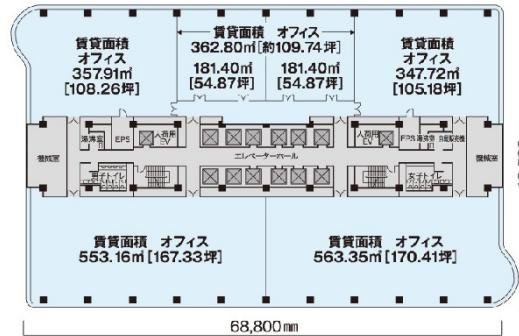 賃貸面積 オフィス 357.91㎡ [108.26坪]
賃貸面積 オフィス
362.80㎡[約109.74坪]
181.40㎡ [54.87坪]
181.40㎡ [54.87坪]
賃貸面積 オフィス 347.72㎡ [105.18坪]
機械室
湯沸室
EPS
人荷用EV
エレベーターホール
人荷用EV
EPS
湯沸室
機械室
女子トイレ
賃貸面積 オフィス
553.16㎡[167.33坪]
賃貸面積 オフィス
563.35㎡[170.41坪]
68,800㎜